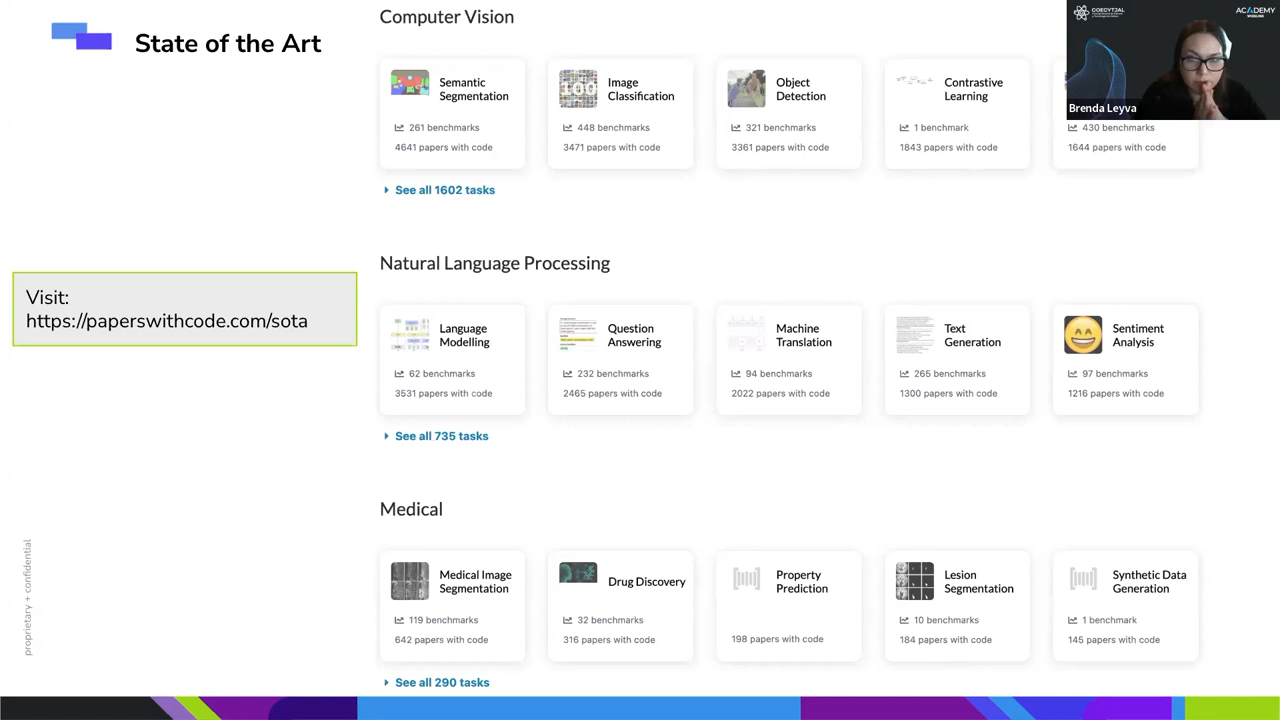 State of the Art
Visit:
https://paperswithcode.com/sota
proprietary + confidential
Computer Vision
Semantic
Segmentation
261 benchmarks
4641 papers with code
Image
Classification
448 benchmarks
3471 papers with code
Object
Detection
321 benchmarks
3361 papers with code
Contrastive
Learning
1 benchmark
1843 papers with code
430 benchmarks
1644 papers with code
See all 1602 tasks
Natural Language Processing
Language
Modelling
62 benchmarks
3531 papers with code
Question
Answering
232 benchmarks
2465 papers with code
Machine
Translation
94 benchmarks
2022 papers with code
Text
Generation
265 benchmarks
1300 papers with code
Sentiment
Analysis
97 benchmarks
1216 papers with code
See all 735 tasks
Medical
Medical Image
Segmentation
119 benchmarks
642 papers with code
Drug Discovery
32 benchmarks
316 papers with code
Property
Prediction
198 papers with code
Lesion
Segmentation
10 benchmarks
184 papers with code
Synthetic Data
Generation
1 benchmark
145 papers with code
See all 290 tasks
COECYTJAL
ACADEMY
WIZELINE
Brenda Leyva